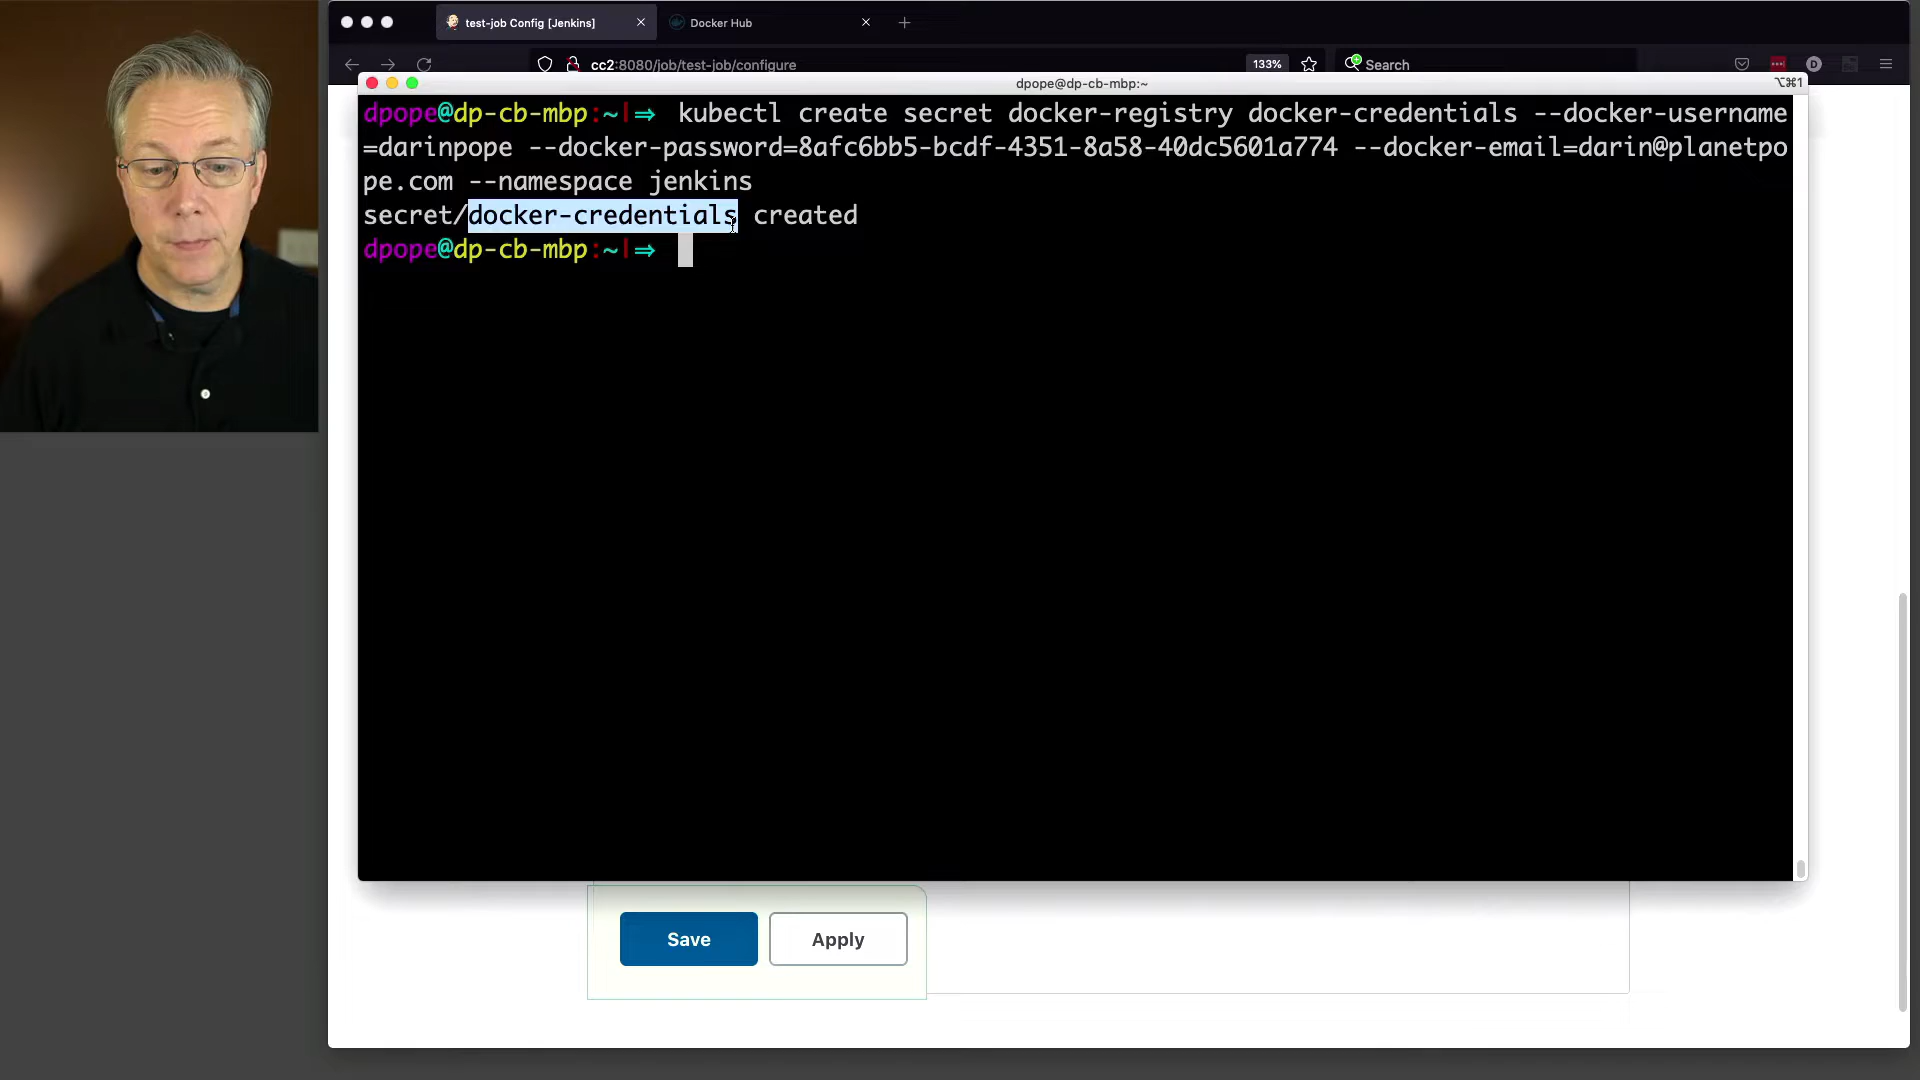 test-job Config [Jenkins]
Docker Hub
cc2:8080/job/test-job/configure
133%
Search
D
dpope@dp-cb-mbp:~
⌥⌘1
dpope@dp-cb-mbp:~|⇒ kubectl create secret docker-registry docker-credentials --docker-username
=darinpope --docker-password=8afc6bb5-bcdf-4351-8a58-40dc5601a774 --docker-email=darin@planetpo
pe.com --namespace jenkins
secret/docker-credentials created
dpope@dp-cb-mbp:~|⇒
Save
Apply